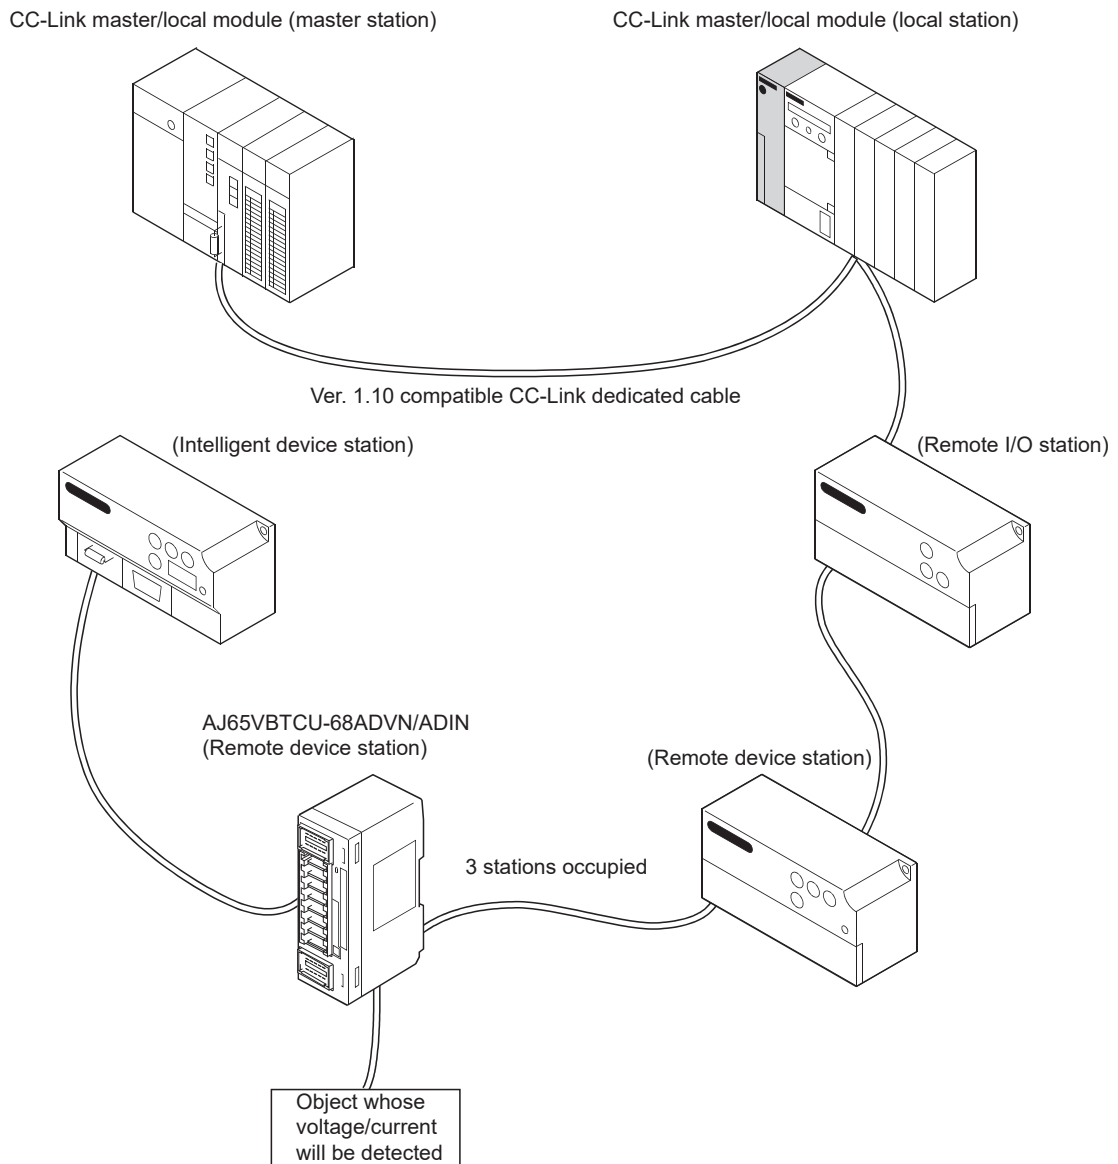 CC-Link master/local module (master station)
CC-Link master/local module (local station)
Ver. 1.10 compatible CC-Link dedicated cable
(Intelligent device station)
(Remote I/O station)
AJ65VBTCU-68ADVN/ADIN
(Remote device station)
(Remote device station)
3 stations occupied
Object whose
voltage/current
will be detected